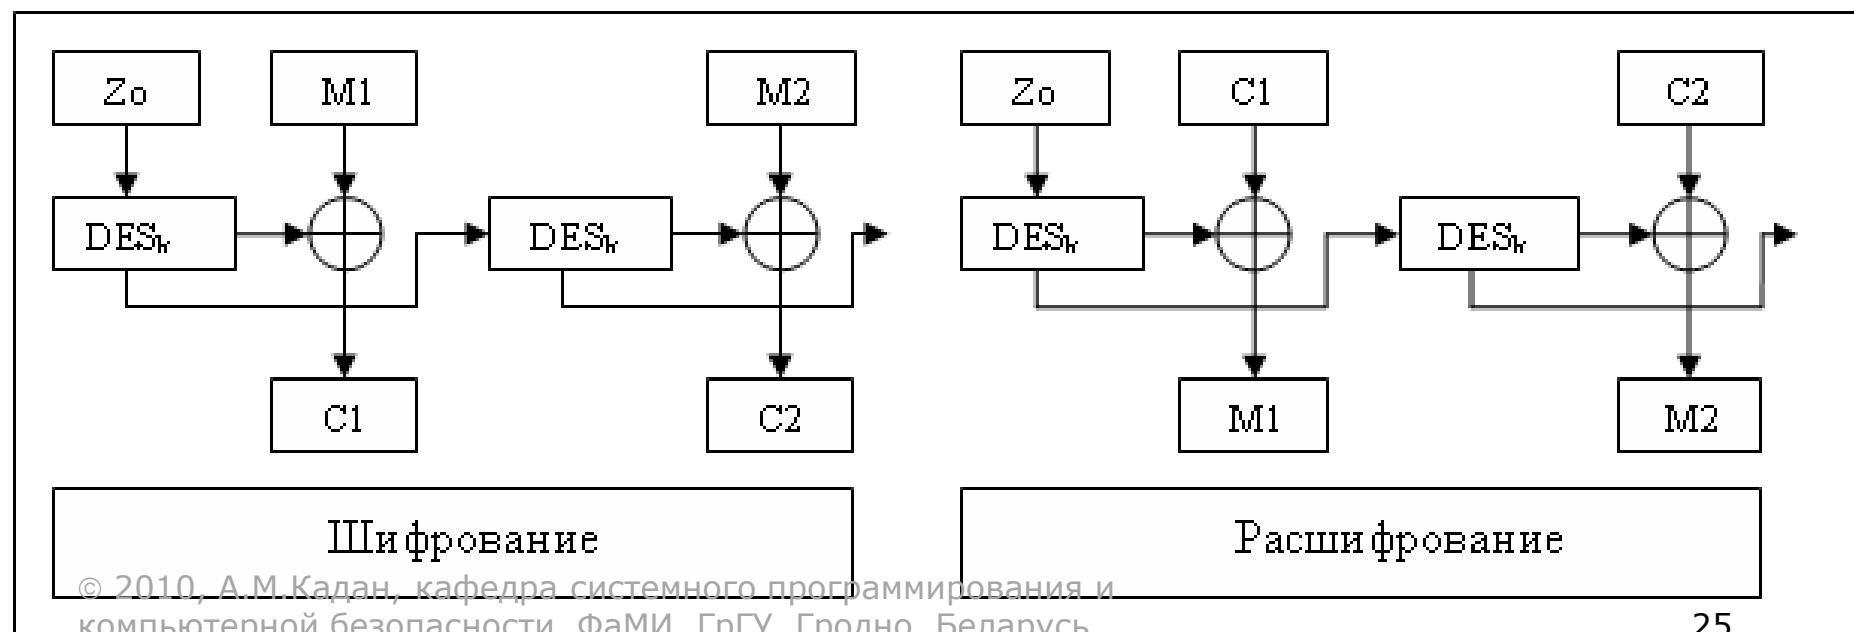 Zo M1 M2 Zo C1 C2
DESk DESk DESk DESk
C1 C2 M1 M2
Шифрование Расшифрование
© 2010, А.М.Кадан, кафедра системного программирования и
компьютерной безопасности, ФаМИ, ГрГУ, Гродно, Беларусь
25